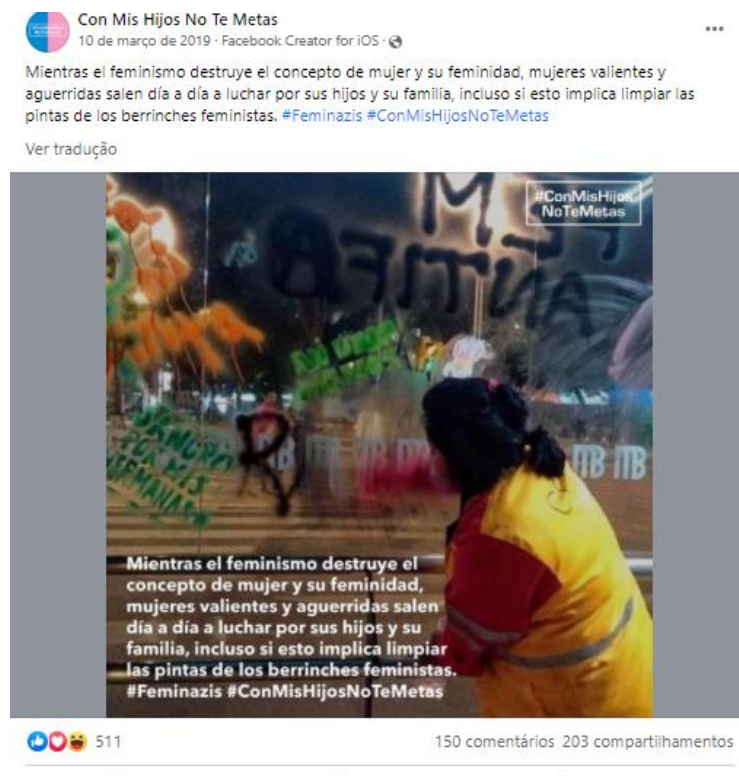 Con Mis Hijos No Te Metas
10 de março de 2019 · Facebook Creator for iOS ·
Mientras el feminismo destruye el concepto de mujer y su feminidad, mujeres valientes y
aguerridas salen día a día a luchar por sus hijos y su familia, incluso si esto implica limpiar las
pintas de los berrinches feministas. #Feminazis #ConMisHijosNoTeMetas
Ver tradução
#ConMisHijos
NoTeMetas
ANTIFA
SANGRO
POR MIS
HERMANAS
MB MB
Mientras el feminismo destruye el
concepto de mujer y su feminidad,
mujeres valientes y aguerridas salen
día a día a luchar por sus hijos y su
familia, incluso si esto implica limpiar
las pintas de los berrinches feministas.
#Feminazis #ConMisHijosNoTeMetas
511
150 comentários 203 compartilhamentos